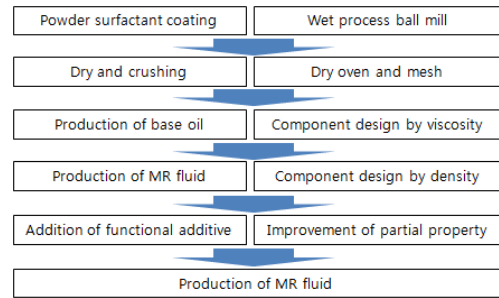 Powder surfactant coating
Wet process ball mill
Dry and crushing
Dry oven and mesh
Production of base oil
Component design by viscosity
Production of MR fluid
Component design by density
Addition of functional additive
Improvement of partial property
Production of MR fluid